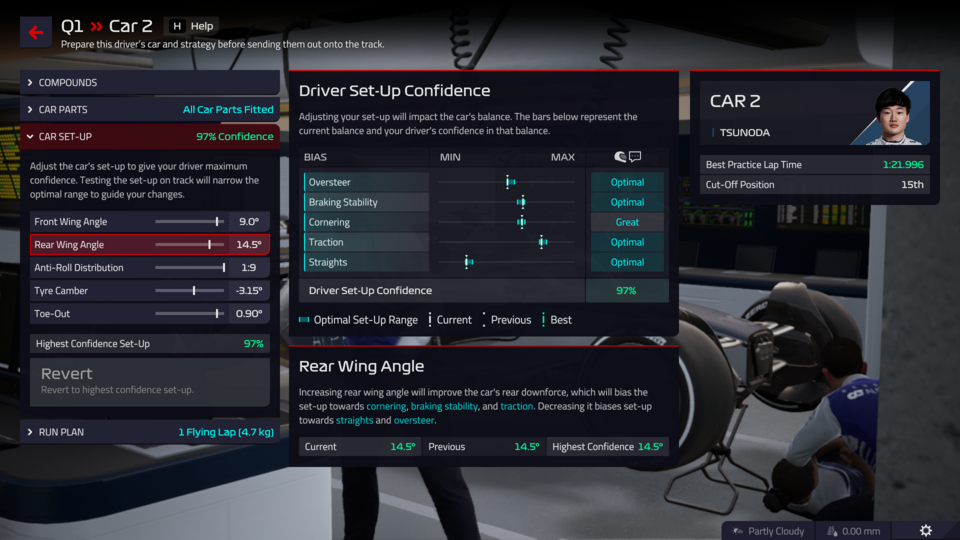 Q1 » Car 2 H Help
Prepare this driver's car and strategy before sending them out onto the track.
COMPOUNDS
CAR PARTS All Car Parts Fitted
CAR SET-UP 97% Confidence
Adjust the car's set-up to give your driver maximum
confidence. Testing the set-up on track will narrow the
optimal range to guide your changes.
Front Wing Angle 9.0°
Rear Wing Angle 14.5°
Anti-Roll Distribution 1:9
Tyre Camber -3.15°
Toe-Out 0.90°
Highest Confidence Set-Up 97%
Revert
Revert to highest confidence set-up.
RUN PLAN 1 Flying Lap (4.7 kg)
Driver Set-Up Confidence
Adjusting your set-up will impact the car's balance. The bars below represent the
current balance and your driver's confidence in that balance.
BIAS MIN MAX
Oversteer Optimal
Braking Stability Optimal
Cornering Great
Traction Optimal
Straights Optimal
Driver Set-Up Confidence 97%
Optimal Set-Up Range Current Previous Best
Rear Wing Angle
Increasing rear wing angle will improve the car's rear downforce, which will bias the
set-up towards cornering, braking stability, and traction. Decreasing it biases set-up
towards straights and oversteer.
Current 14.5° Previous 14.5° Highest Confidence 14.5°
CAR 2
TSUNODA
Best Practice Lap Time 1:21.996
Cut-Off Position 15th
Partly Cloudy 0.00 mm